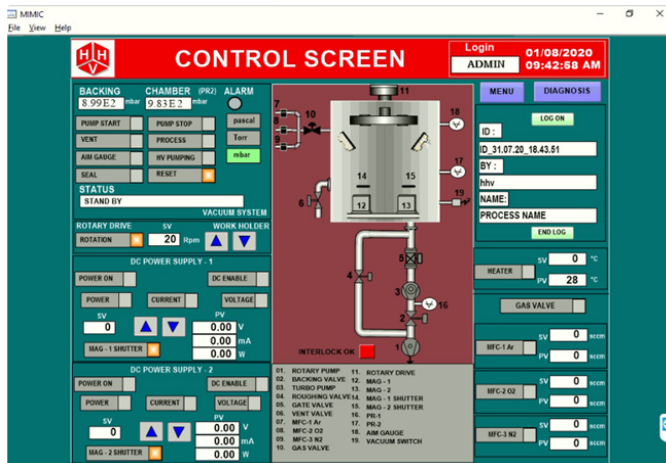 MIMIC
File View Help
HHV
CONTROL SCREEN
Login
ADMIN
01/08/2020
09:42:58 AM
BACKING
8.99E2 mbar
CHAMBER (PR2)
9.83E2 mbar
ALARM
PUMP START
PUMP STOP
pascal
VENT
PROCESS
Torr
AIM GAUGE
HV PUMPING
mbar
SEAL
RESET
STATUS
STAND BY
VACUUM SYSTEM
ROTARY DRIVE
SV
WORK HOLDER
ROTATION
20 Rpm
DC POWER SUPPLY - 1
POWER ON
DC ENABLE
POWER
CURRENT
VOLTAGE
SV
PV
0
0.00 V
0.00 mA
MAG - 1 SHUTTER
0.00 W
DC POWER SUPPLY - 2
POWER ON
DC ENABLE
POWER
CURRENT
VOLTAGE
SV
PV
0
0.00 V
0.00 mA
MAG - 2 SHUTTER
0.00 W
11
7
8
9
10
18
17
14
15
19
6
12
13
5
4
3
16
2
1
INTERLOCK OK
01. ROTARY PUMP
02. BACKING VALVE
03. TURBO PUMP
04. ROUGHING VALVE
05. GATE VALVE
06. VENT VALVE
07. MFC-1 Ar
08. MFC-2 O2
09. MFC-3 N2
10. GAS VALVE
11. ROTARY DRIVE
12. MAG - 1
13. MAG - 2
14. MAG - 1 SHUTTER
15. MAG - 2 SHUTTER
16. PR-1
17. PR-2
18. AIM GAUGE
19. VACUUM SWITCH
MENU
DIAGNOSIS
LOG ON
ID :
ID_31.07.20_18.43.51
BY :
hhv
NAME:
PROCESS NAME
END LOG
HEATER
SV 0 °C
PV 28 °C
GAS VALVE
MFC-1 Ar
SV 0 sccm
PV 0 sccm
MFC-2 O2
SV 0 sccm
PV 0 sccm
MFC-3 N2
SV 0 sccm
PV 0 sccm